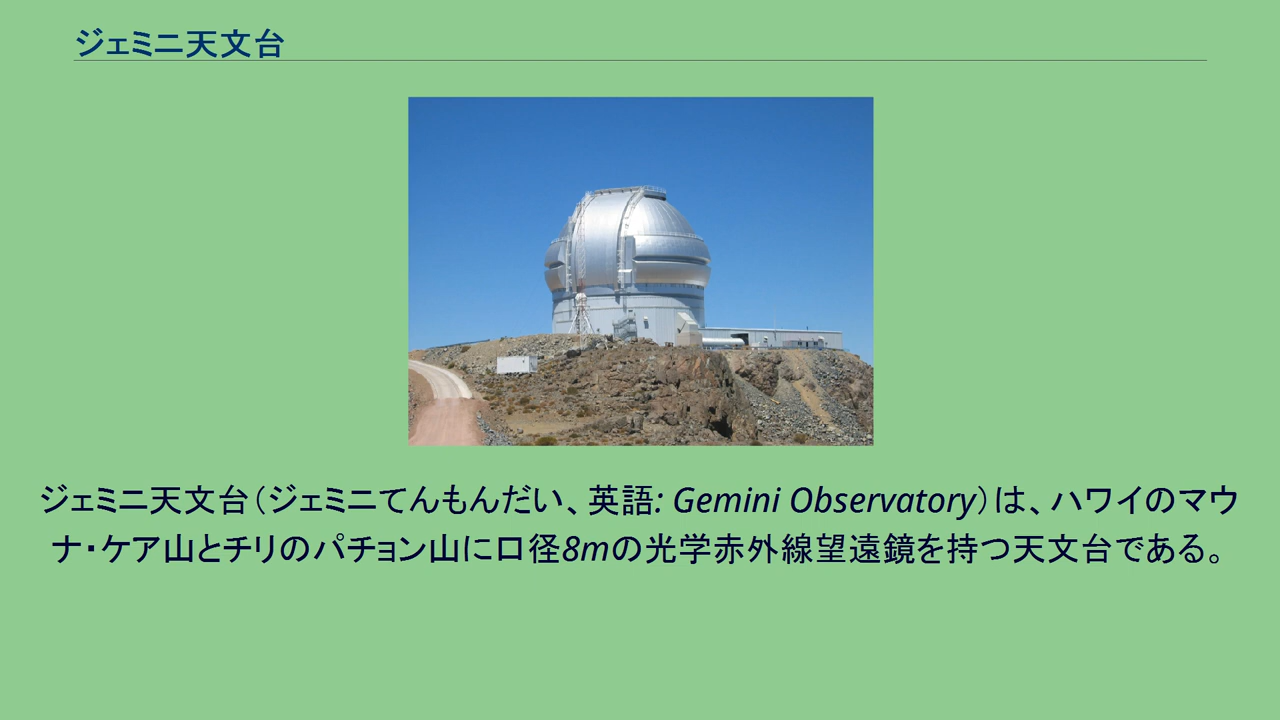 ジェミニ天文台
ジェミニ天文台（ジェミニてんもんだい、英語: Gemini Observatory）は、ハワイのマウ
ナ・ケア山とチリのパチョン山に口径8mの光学赤外線望遠鏡を持つ天文台である。